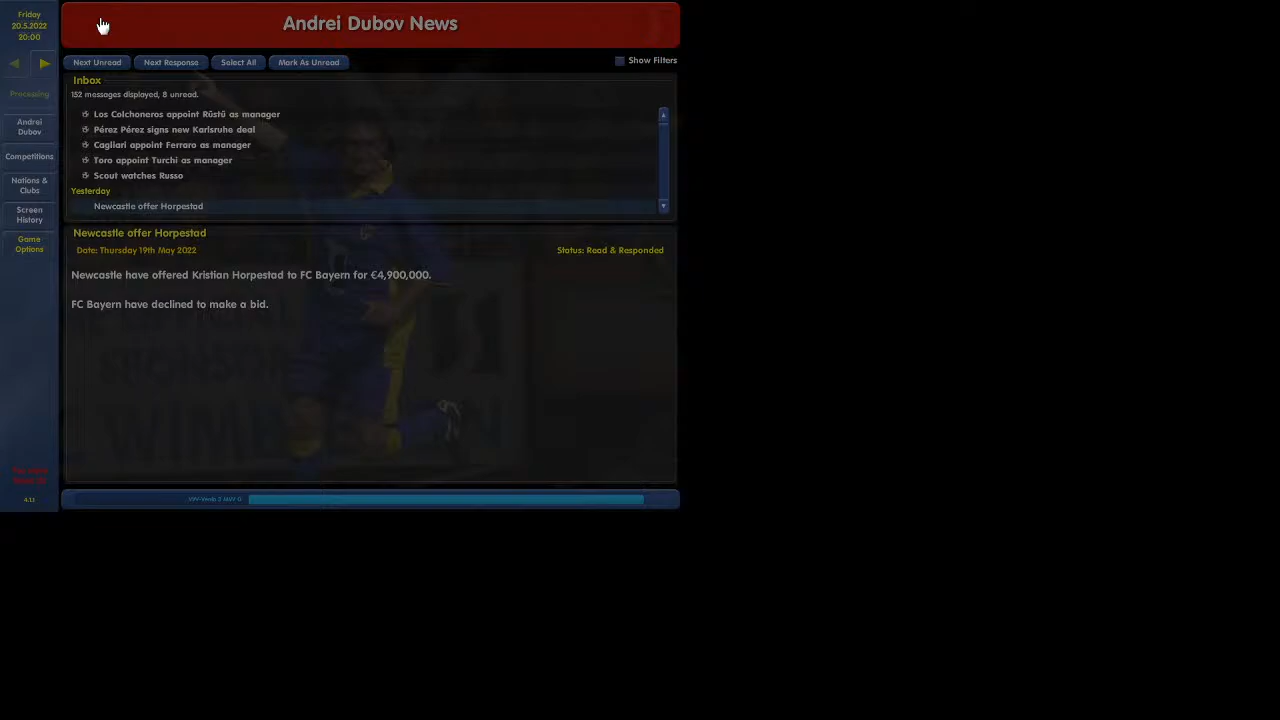 Friday
20.5.2022
20:00
Andrei Dubov News
Next Unread
Next Response
Select All
Mark As Unread
Show Filters
Processing
Andrei
Dubov
Competitions
Nations &
Clubs
Screen
History
Game
Options
Inbox
152 messages displayed, 8 unread.
Los Colchoneros appoint Rüstü as manager
Pérez Pérez signs new Karlsruhe deal
Cagliari appoint Ferraro as manager
Toro appoint Turchi as manager
Scout watches Russo
Yesterday
Newcastle offer Horpestad
Newcastle offer Horpestad
Date: Thursday 19th May 2022
Status: Read & Responded
Newcastle have offered Kristian Horpestad to FC Bayern for €4,900,000.
FC Bayern have declined to make a bid.